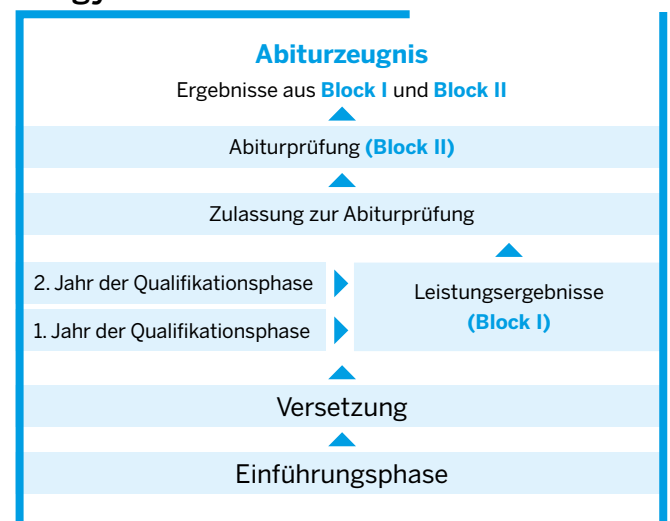 Abiturzeugnis
Ergebnisse aus Block I und Block II
Abiturprüfung (Block II)
Zulassung zur Abiturprüfung
2. Jahr der Qualifikationsphase
1. Jahr der Qualifikationsphase
Leistungsergebnisse
(Block I)
Versetzung
Einführungsphase